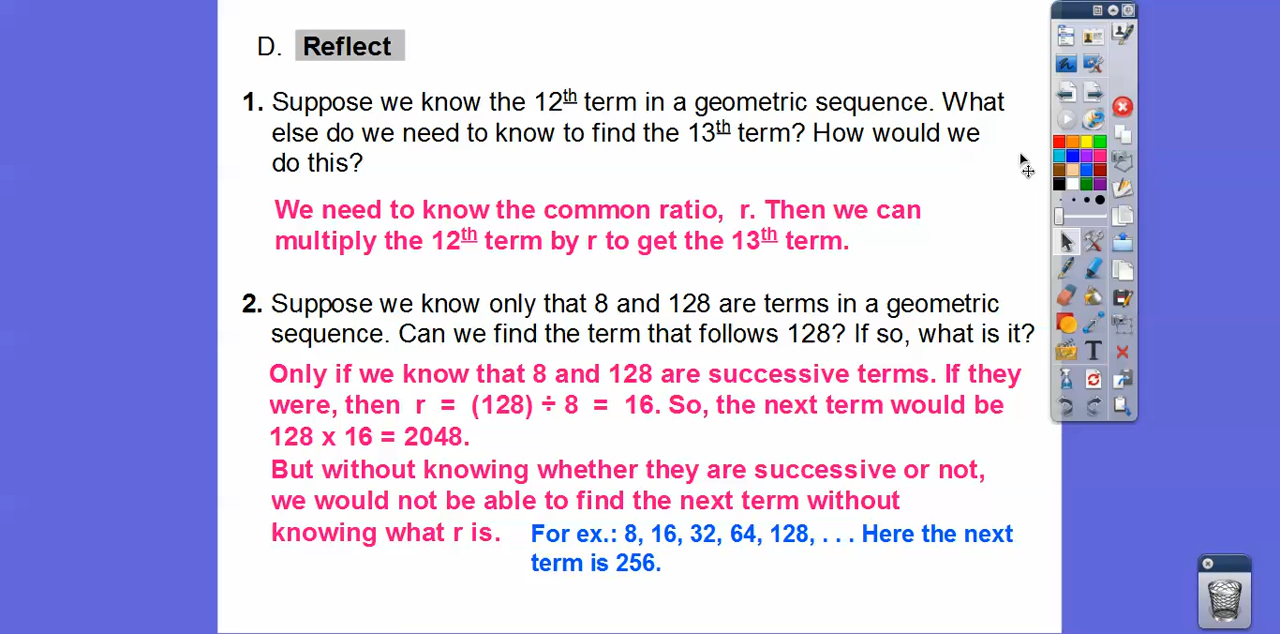 D. Reflect
1. Suppose we know the 12th term in a geometric sequence. What
else do we need to know to find the 13th term? How would we
do this?
We need to know the common ratio, r. Then we can
multiply the 12th term by r to get the 13th term.
2. Suppose we know only that 8 and 128 are terms in a geometric
sequence. Can we find the term that follows 128? If so, what is it?
Only if we know that 8 and 128 are successive terms. If they
were, then r = (128) ÷ 8 = 16. So, the next term would be
128 x 16 = 2048.
But without knowing whether they are successive or not,
we would not be able to find the next term without
knowing what r is.
For ex.: 8, 16, 32, 64, 128, . . . Here the next
term is 256.